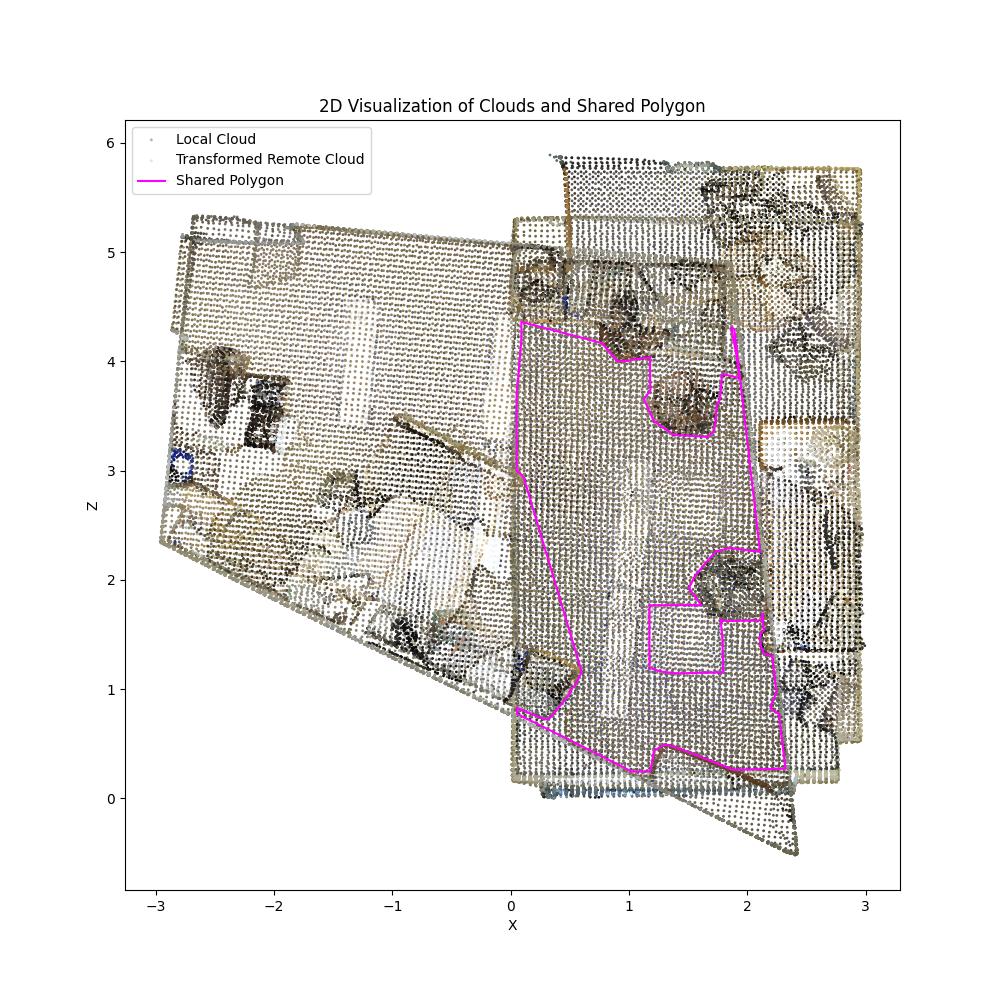 2D Visualization of Clouds and Shared Polygon
Local Cloud
Transformed Remote Cloud
Shared Polygon
6
5
4
3
2
1
0
Z
−3
−2
−1
0
1
2
3
X